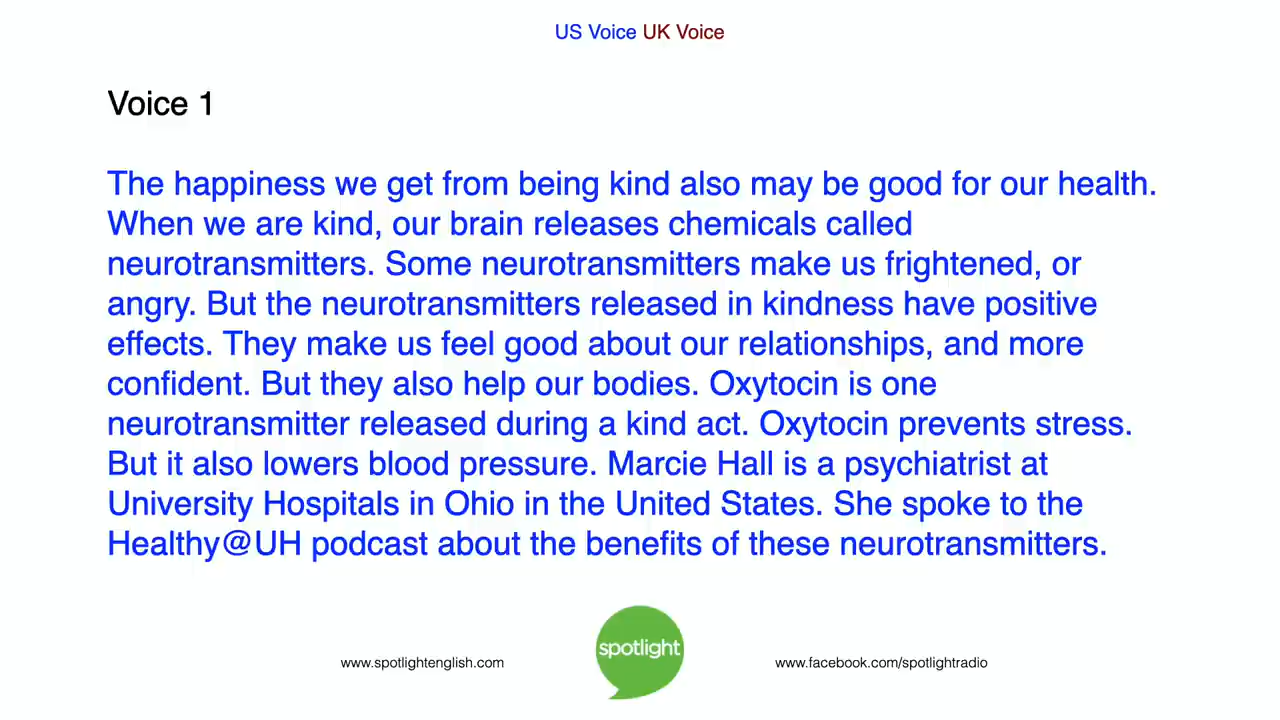 US Voice UK Voice
Voice 1
The happiness we get from being kind also may be good for our health.
When we are kind, our brain releases chemicals called
neurotransmitters. Some neurotransmitters make us frightened, or
angry. But the neurotransmitters released in kindness have positive
effects. They make us feel good about our relationships, and more
confident. But they also help our bodies. Oxytocin is one
neurotransmitter released during a kind act. Oxytocin prevents stress.
But it also lowers blood pressure. Marcie Hall is a psychiatrist at
University Hospitals in Ohio in the United States. She spoke to the
Healthy@UH podcast about the benefits of these neurotransmitters.
www.spotlightenglish.com
spotlight
www.facebook.com/spotlightradio